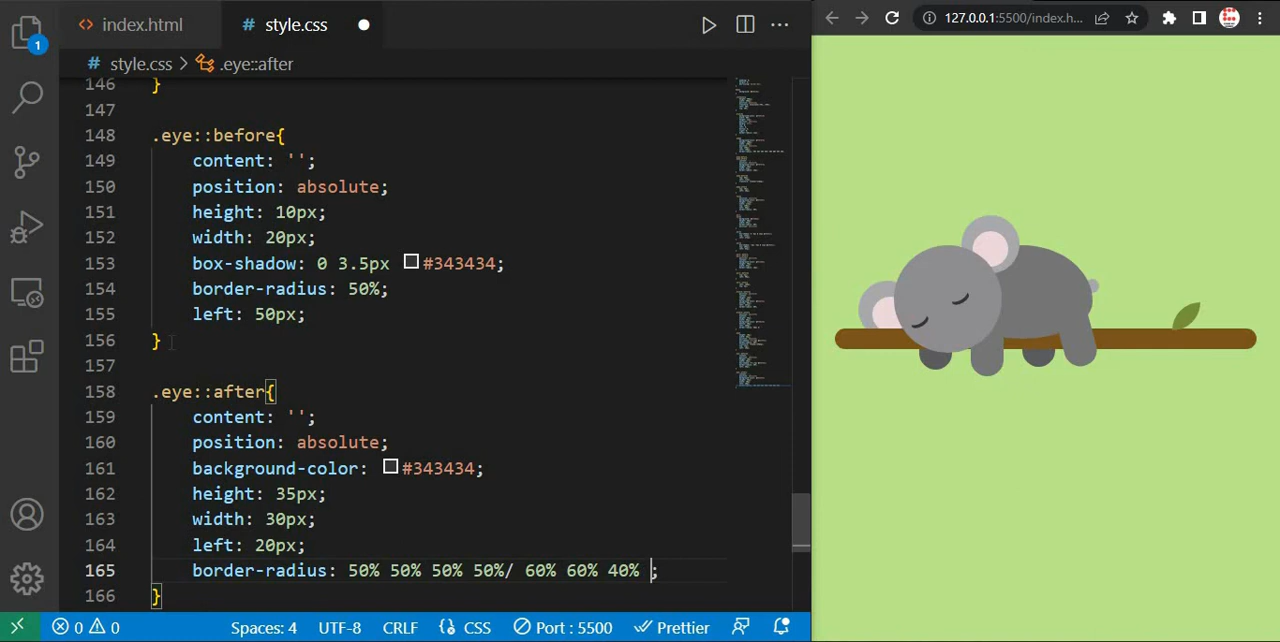 index.html
# style.css
127.0.0.1:5500/index.h...
# style.css > .eye::after
1
146 }
147
148 .eye::before{
149 content: '';
150 position: absolute;
151 height: 10px;
152 width: 20px;
153 box-shadow: 0 3.5px #343434;
154 border-radius: 50%;
155 left: 50px;
156 }
157
158 .eye::after{
159 content: '';
160 position: absolute;
161 background-color: #343434;
162 height: 35px;
163 width: 30px;
164 left: 20px;
165 border-radius: 50% 50% 50% 50%/ 60% 60% 40% ;
166 }
0 0 Spaces: 4 UTF-8 CRLF {} CSS Port : 5500 Prettier